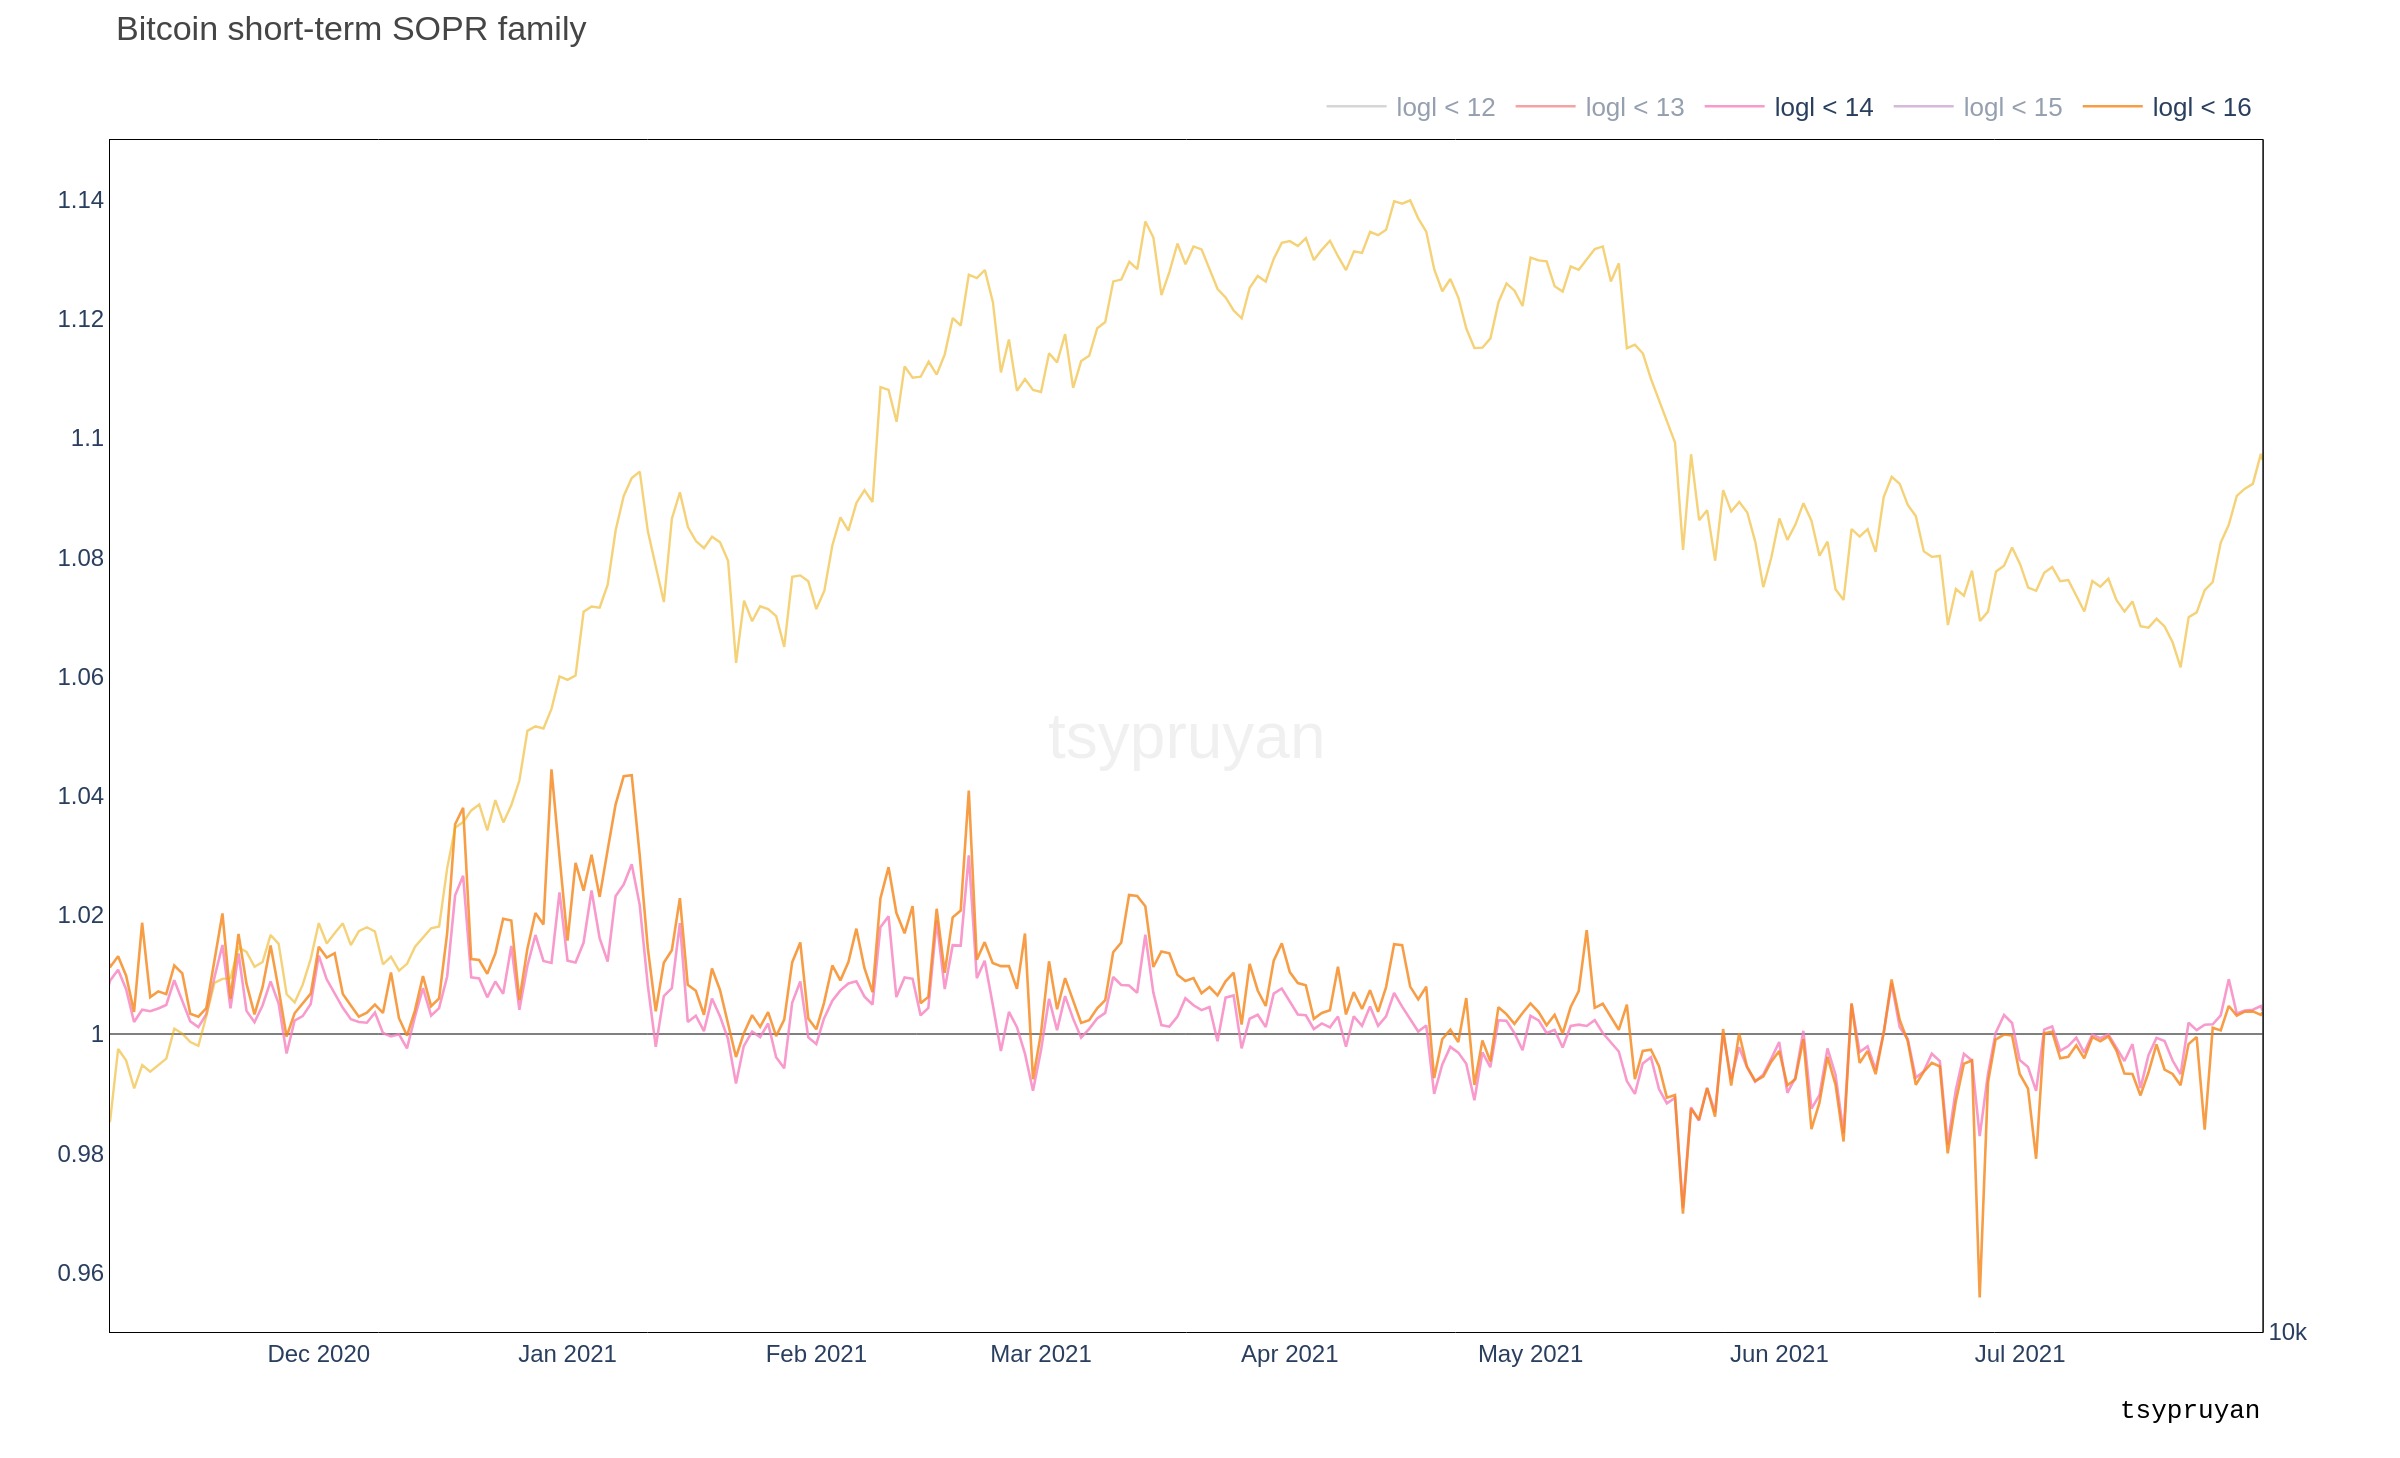 Bitcoin short-term SOPR family
logl < 12 logl < 13 logl < 14 logl < 15 logl < 16
1.14
1.12
1.1
1.08
1.06
tsypruyan
1.04
1.02
1
0.98
0.96
10k
Dec 2020 Jan 2021 Feb 2021 Mar 2021 Apr 2021 May 2021 Jun 2021 Jul 2021
tsypruyan